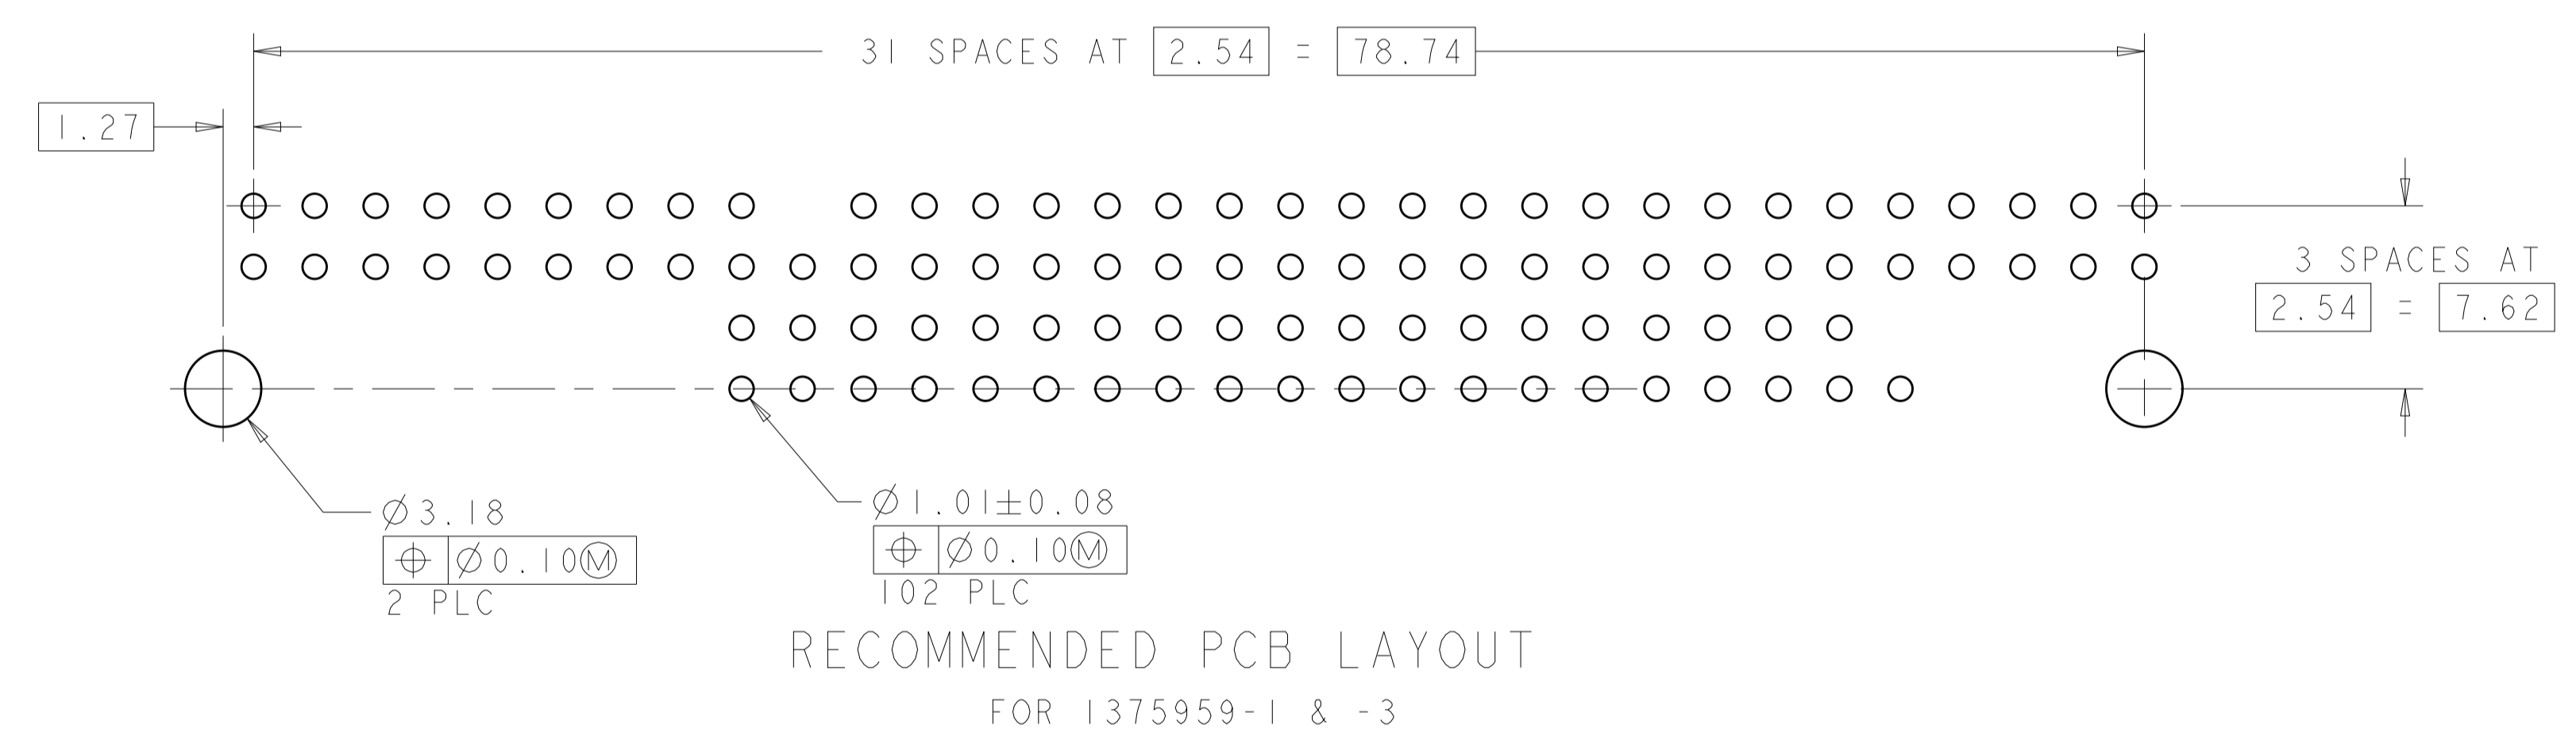 31 SPACES AT 2.54 = 78.74
1.27
3 SPACES AT
2.54 = 7.62
Ø3.18
⌖ Ø0.10Ⓜ
2 PLC
Ø1.01±0.08
⌖ Ø0.10Ⓜ
102 PLC
RECOMMENDED PCB LAYOUT
FOR 1375959-1 & -3